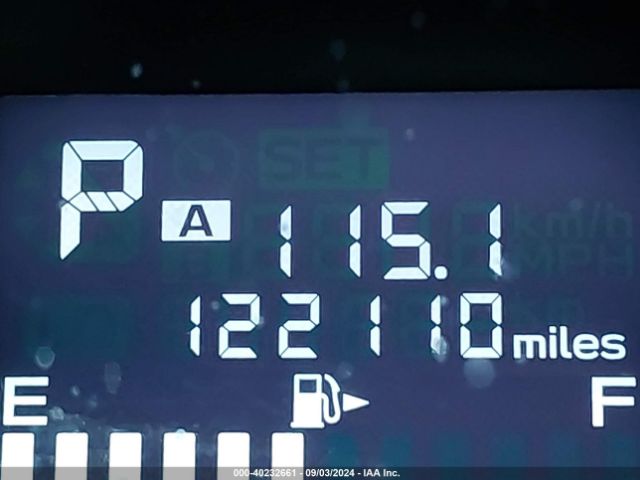 SET
P
A 115.1
km/h
MPH
122110 miles
E F
000-40232661 - 09/03/2024 - IAA Inc.